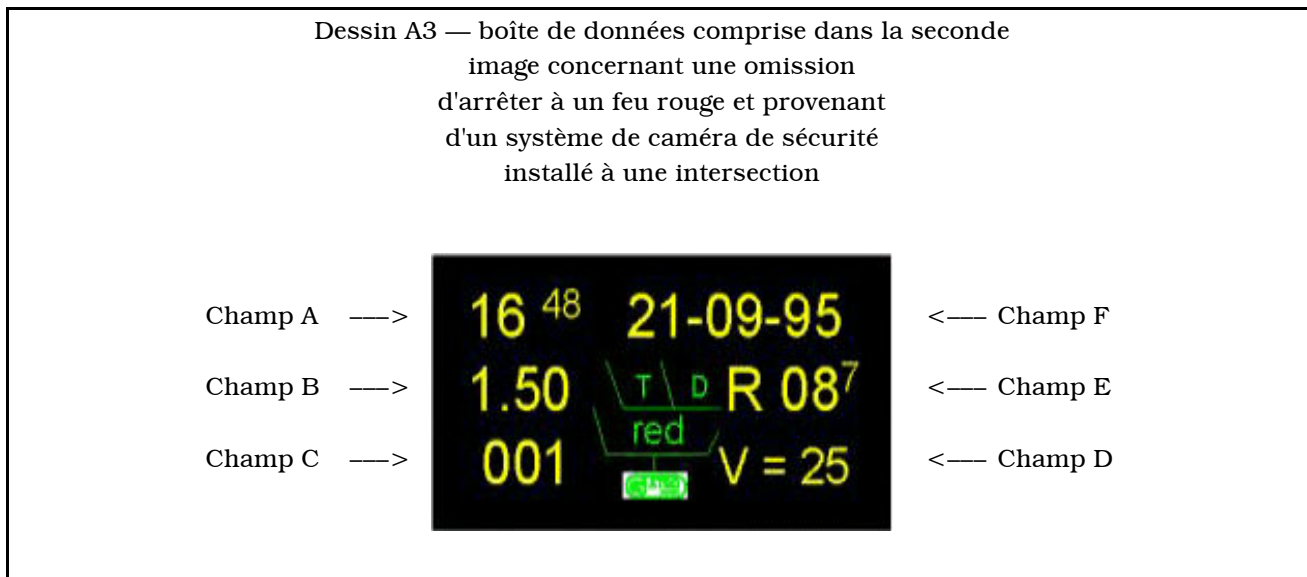 Dessin A3 — boîte de données comprise dans la seconde
image concernant une omission
d'arrêter à un feu rouge et provenant
d'un système de caméra de sécurité
installé à une intersection
Champ A –––> 16 48 21-09-95 <––– Champ F
Champ B –––> 1.50 T D R 08 7 <––– Champ E
red
Champ C –––> 001 V = 25 <––– Champ D